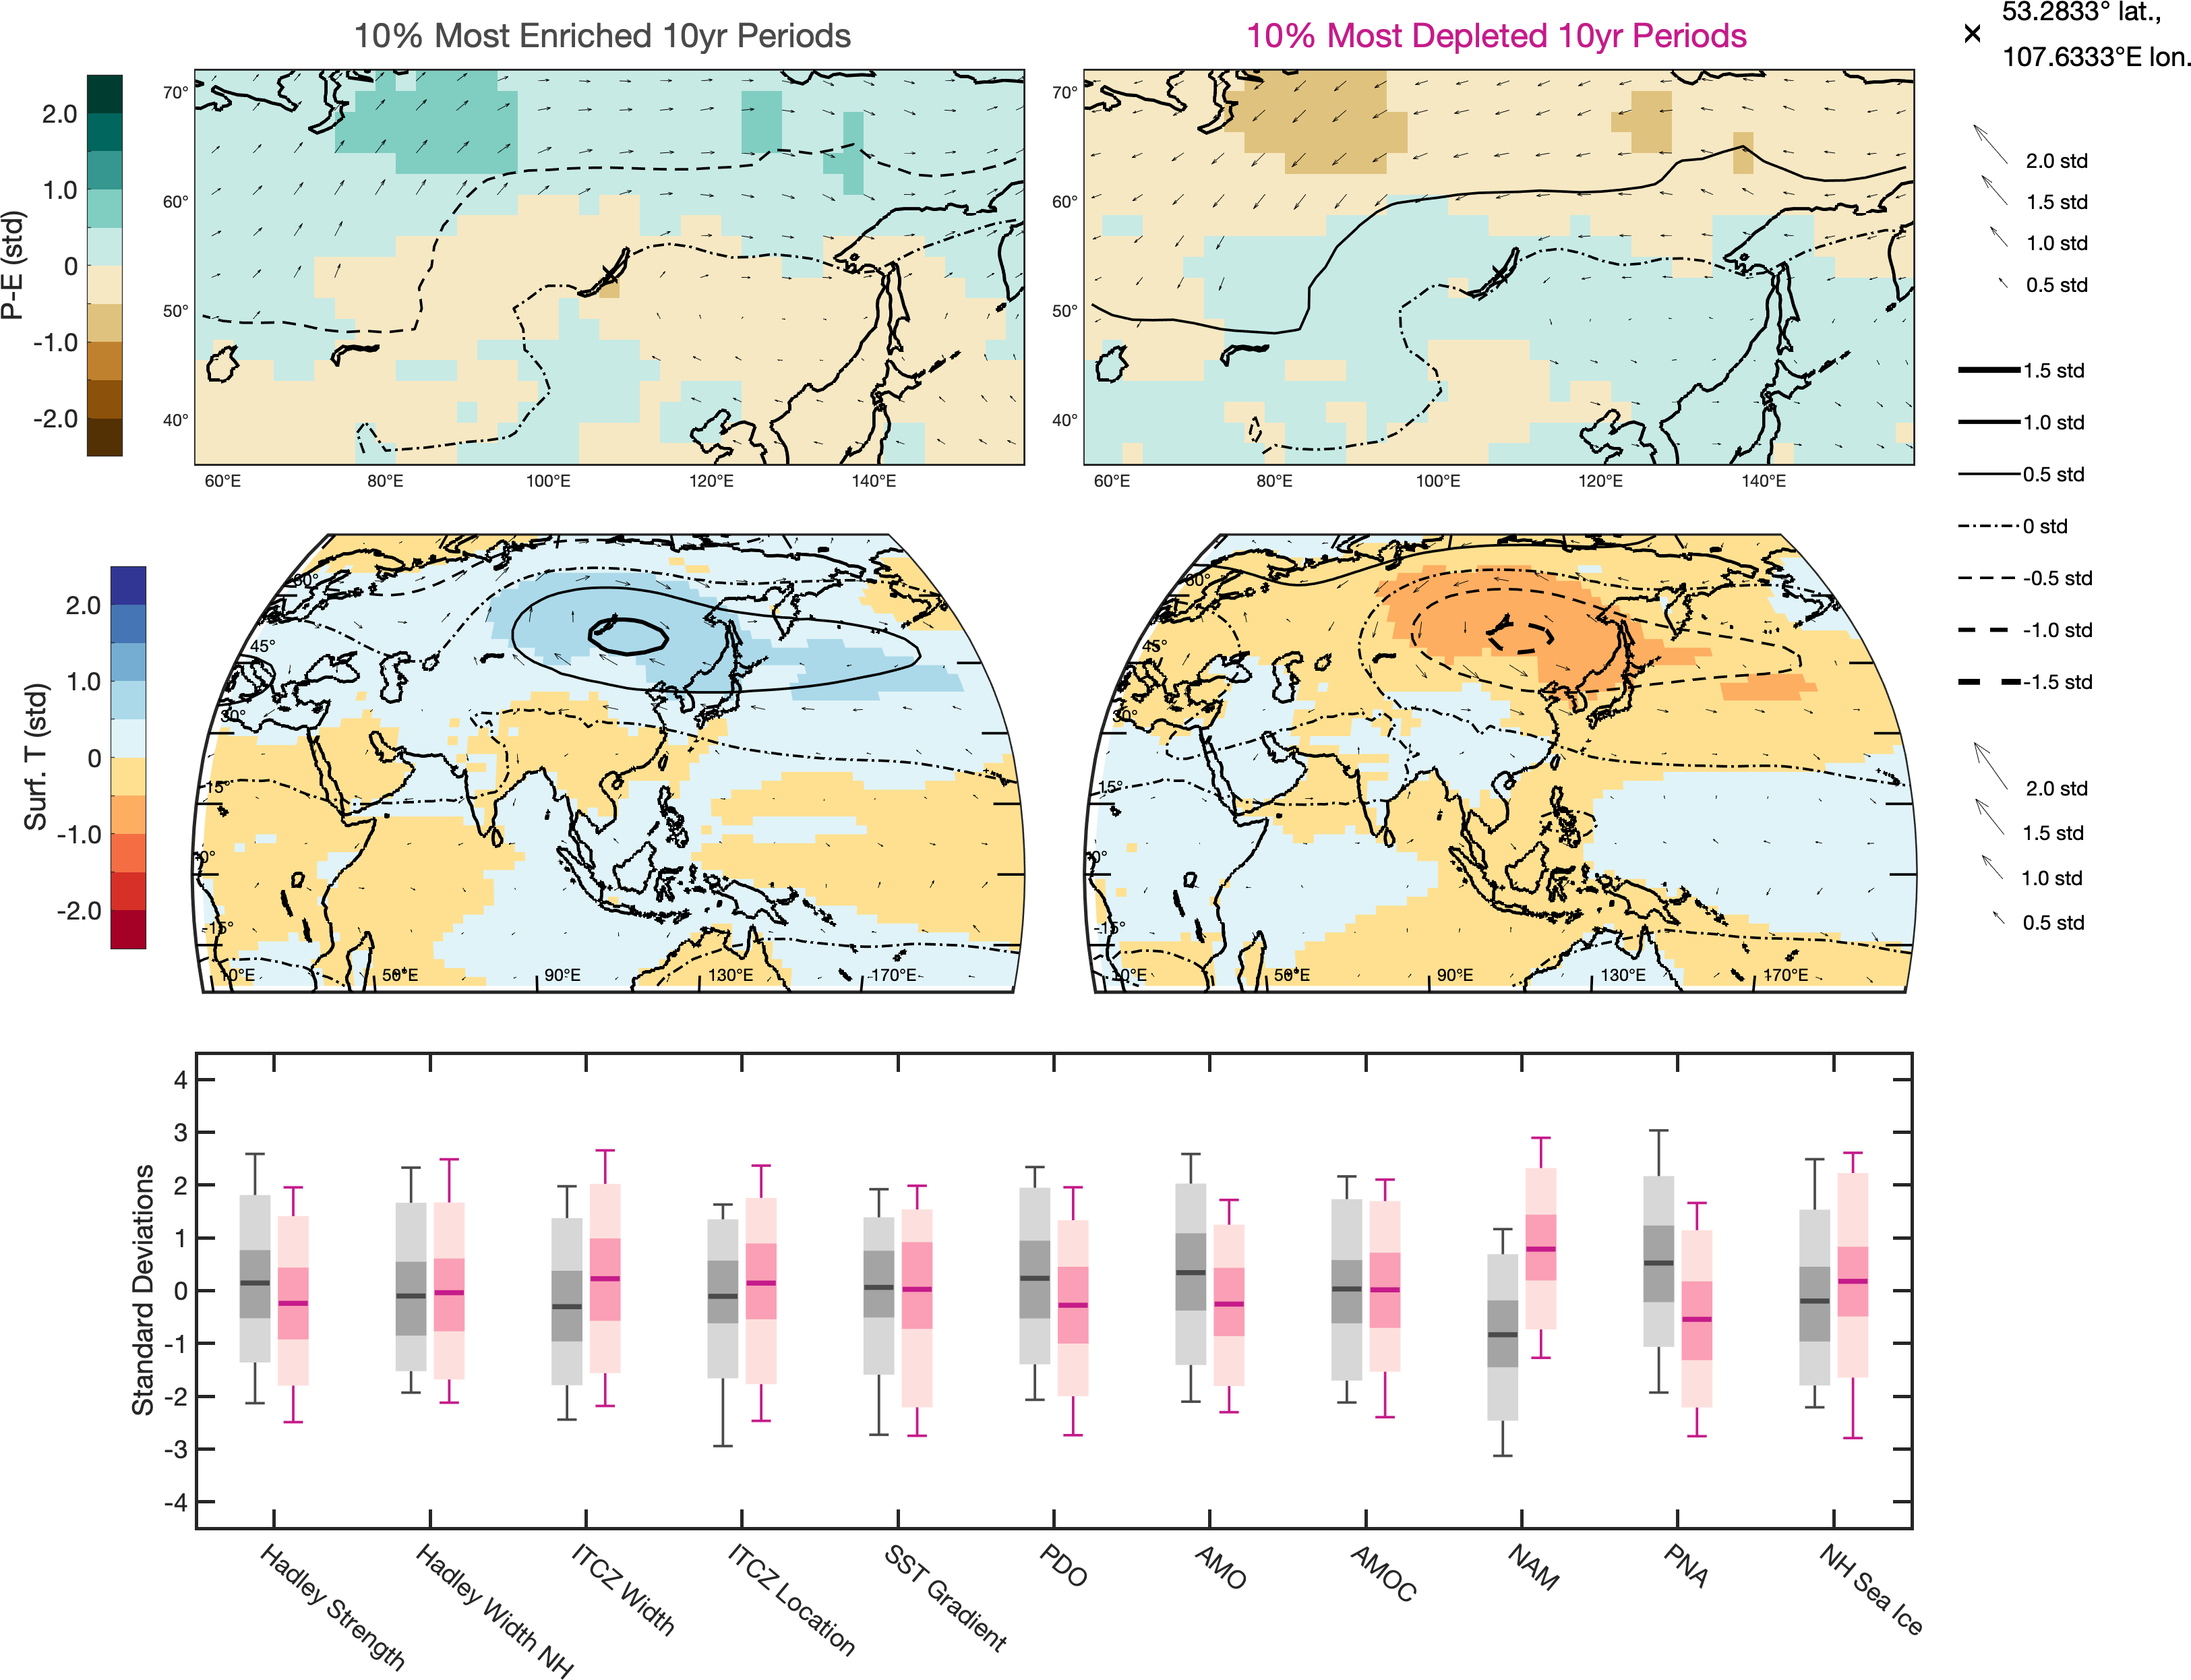 10% Most Enriched 10yr Periods
10% Most Depleted 10yr Periods
53.2833° lat.,
107.6333°E lon.
P-E (std)
2.0
1.0
0
-1.0
-2.0
70°
60°
50°
40°
60°E
80°E
100°E
120°E
140°E
70°
60°
50°
40°
60°E
80°E
100°E
120°E
140°E
2.0 std
1.5 std
1.0 std
0.5 std
1.5 std
1.0 std
0.5 std
0 std
-0.5 std
-1.0 std
-1.5 std
2.0 std
1.5 std
1.0 std
0.5 std
Surf. T (std)
2.0
1.0
0
-1.0
-2.0
60°
45°
30°
15°
0°
-15°
10°E
50°E
90°E
130°E
170°E
60°
45°
30°
15°
0°
-15°
10°E
50°E
90°E
130°E
170°E
Standard Deviations
4
3
2
1
0
-1
-2
-3
-4
Hadley Strength
Hadley Width NH
ITCZ Width
ITCZ Location
SST Gradient
PDO
AMO
AMOC
NAM
PNA
NH Sea Ice